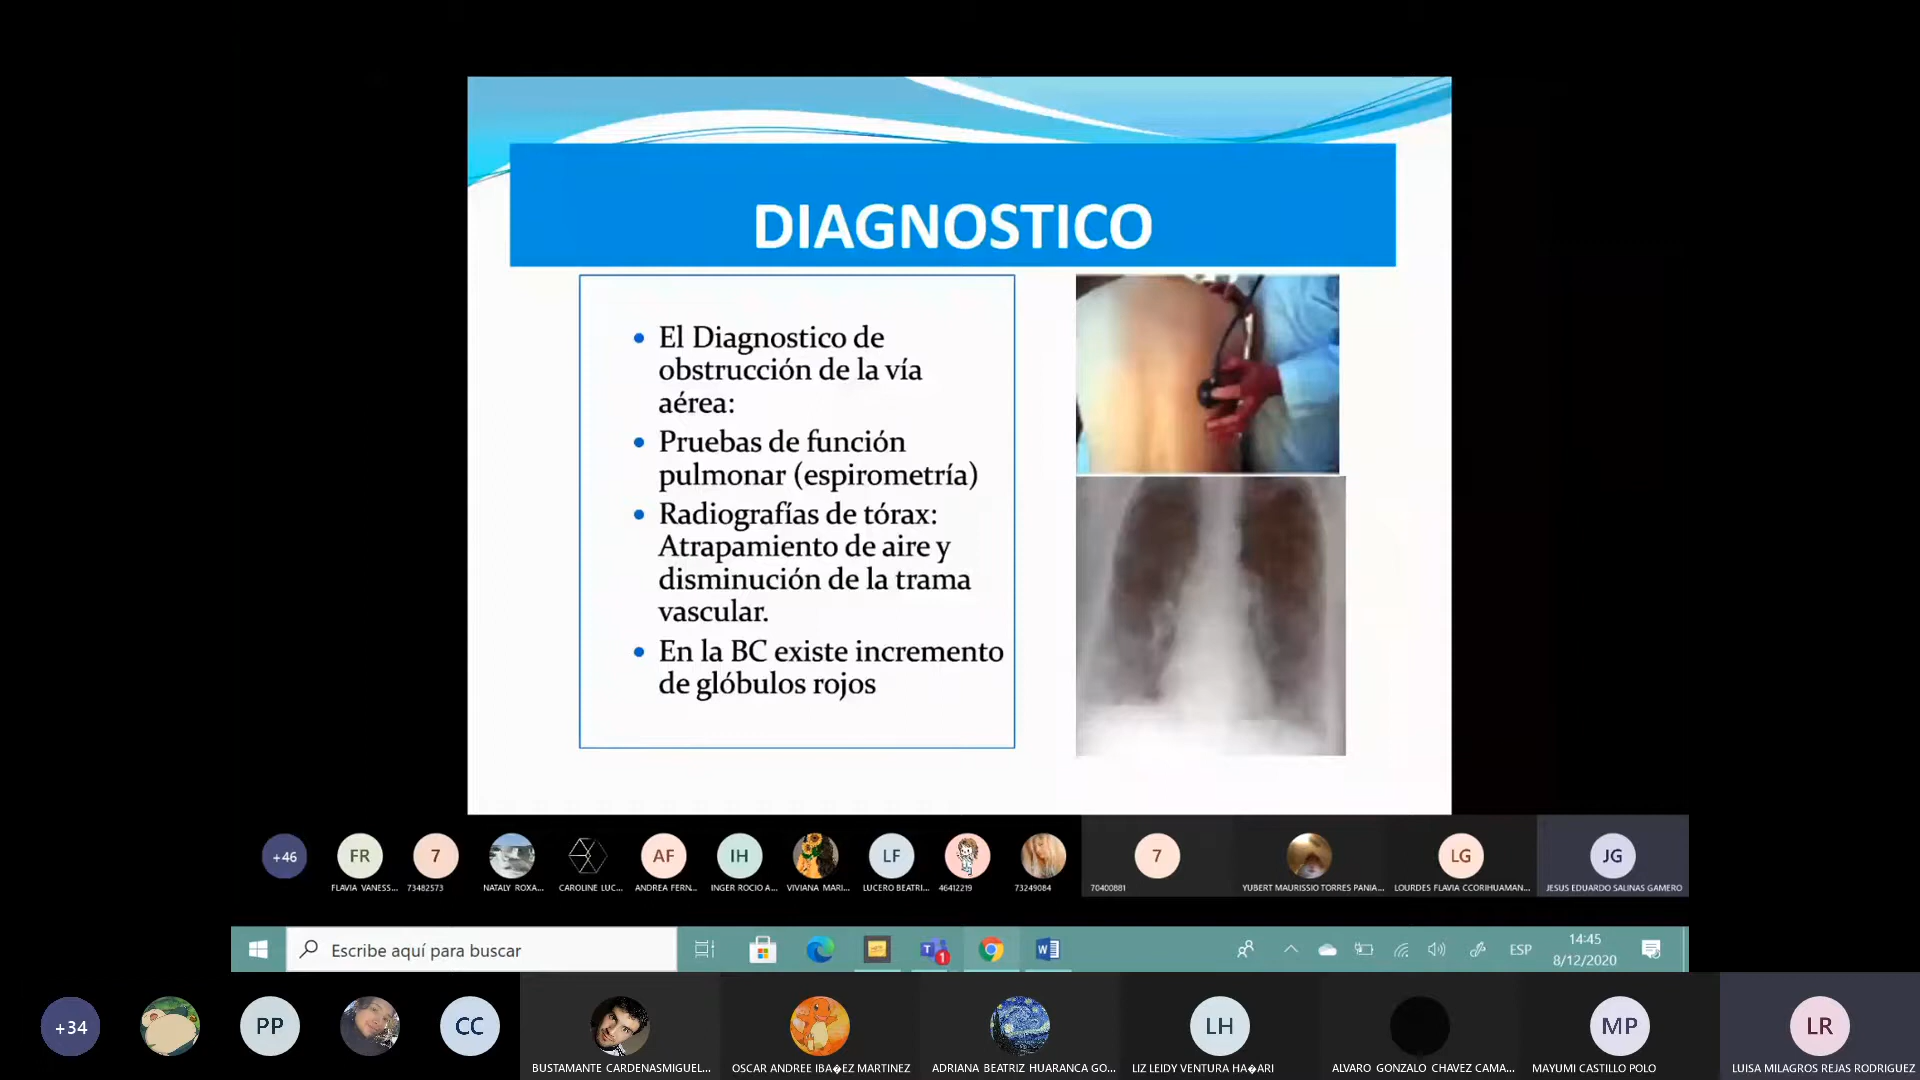 DIAGNOSTICO
• El Diagnostico de
obstrucción de la vía
aérea:
• Pruebas de función
pulmonar (espirometría)
• Radiografías de tórax:
Atrapamiento de aire y
disminución de la trama
vascular.
• En la BC existe incremento
de glóbulos rojos
+46
FR
7
AF
IH
LF
7
LG
JG
FLAVIA VANESS...
73482573
NATALY ROXA...
CAROLINE LUC...
ANDREA FERN...
INGER ROCIO A...
VIVIANA MARI...
LUCERO BEATRI...
46412219
73249084
70400881
YUBERT MAURISSIO TORRES PANIA...
LOURDES FLAVIA CCORIHUAMAN...
JESUS EDUARDO SALINAS GAMERO
Escribe aquí para buscar
1
ESP
14:45
8/12/2020
+34
PP
CC
LH
MP
LR
BUSTAMANTE CARDENASMIGUEL...
OSCAR ANDREE IBA�EZ MARTINEZ
ADRIANA BEATRIZ HUARANCA GO...
LIZ LEIDY VENTURA HA�ARI
ALVARO GONZALO CHAVEZ CAMA...
MAYUMI CASTILLO POLO
LUISA MILAGROS REJAS RODRIGUEZ